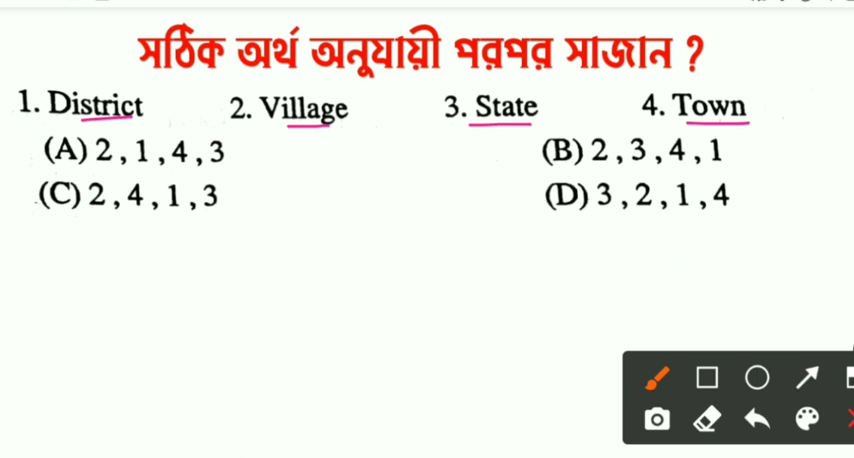 সঠিক অর্থ অনুযায়ী পরপর সাজান ?
1. District 2. Village 3. State 4. Town
(A) 2 , 1 , 4 , 3 (B) 2 , 3 , 4 , 1
(C) 2 , 4 , 1 , 3 (D) 3 , 2 , 1 , 4